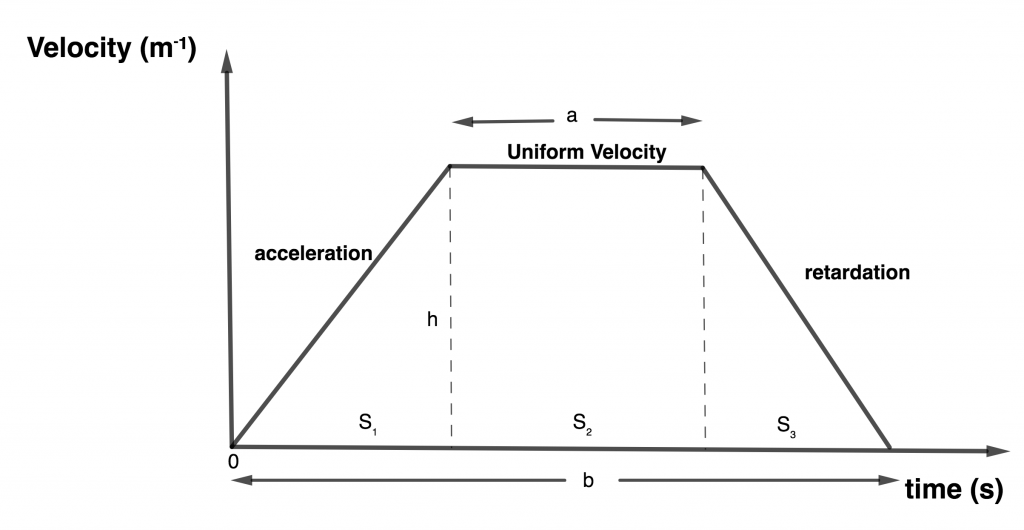 Velocity (m⁻¹)
a
Uniform Velocity
acceleration
retardation
h
S₁
S₂
S₃
0
b
time (s)